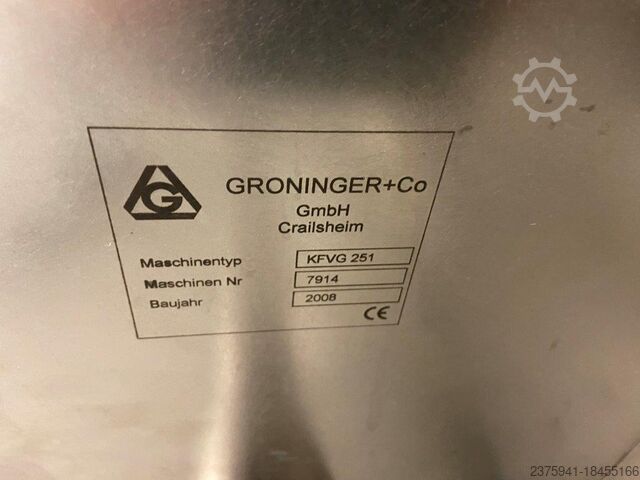 G
GRONINGER+Co
GmbH
Crailsheim
Maschinentyp KFVG 251
Maschinen Nr 7914
Baujahr 2008
CE
2375941-18455166